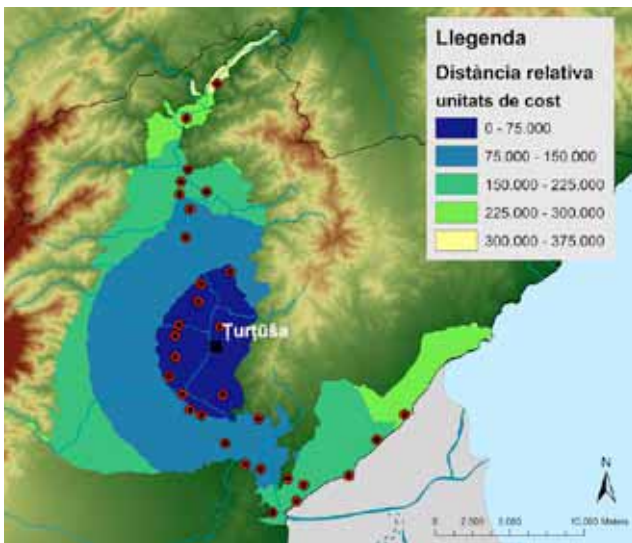 Llegenda
Distància relativa
unitats de cost
0 - 75.000
75.000 - 150.000
150.000 - 225.000
225.000 - 300.000
300.000 - 375.000
Ṭurṭūša
N
0 2.500 5.000 10.000 Meters